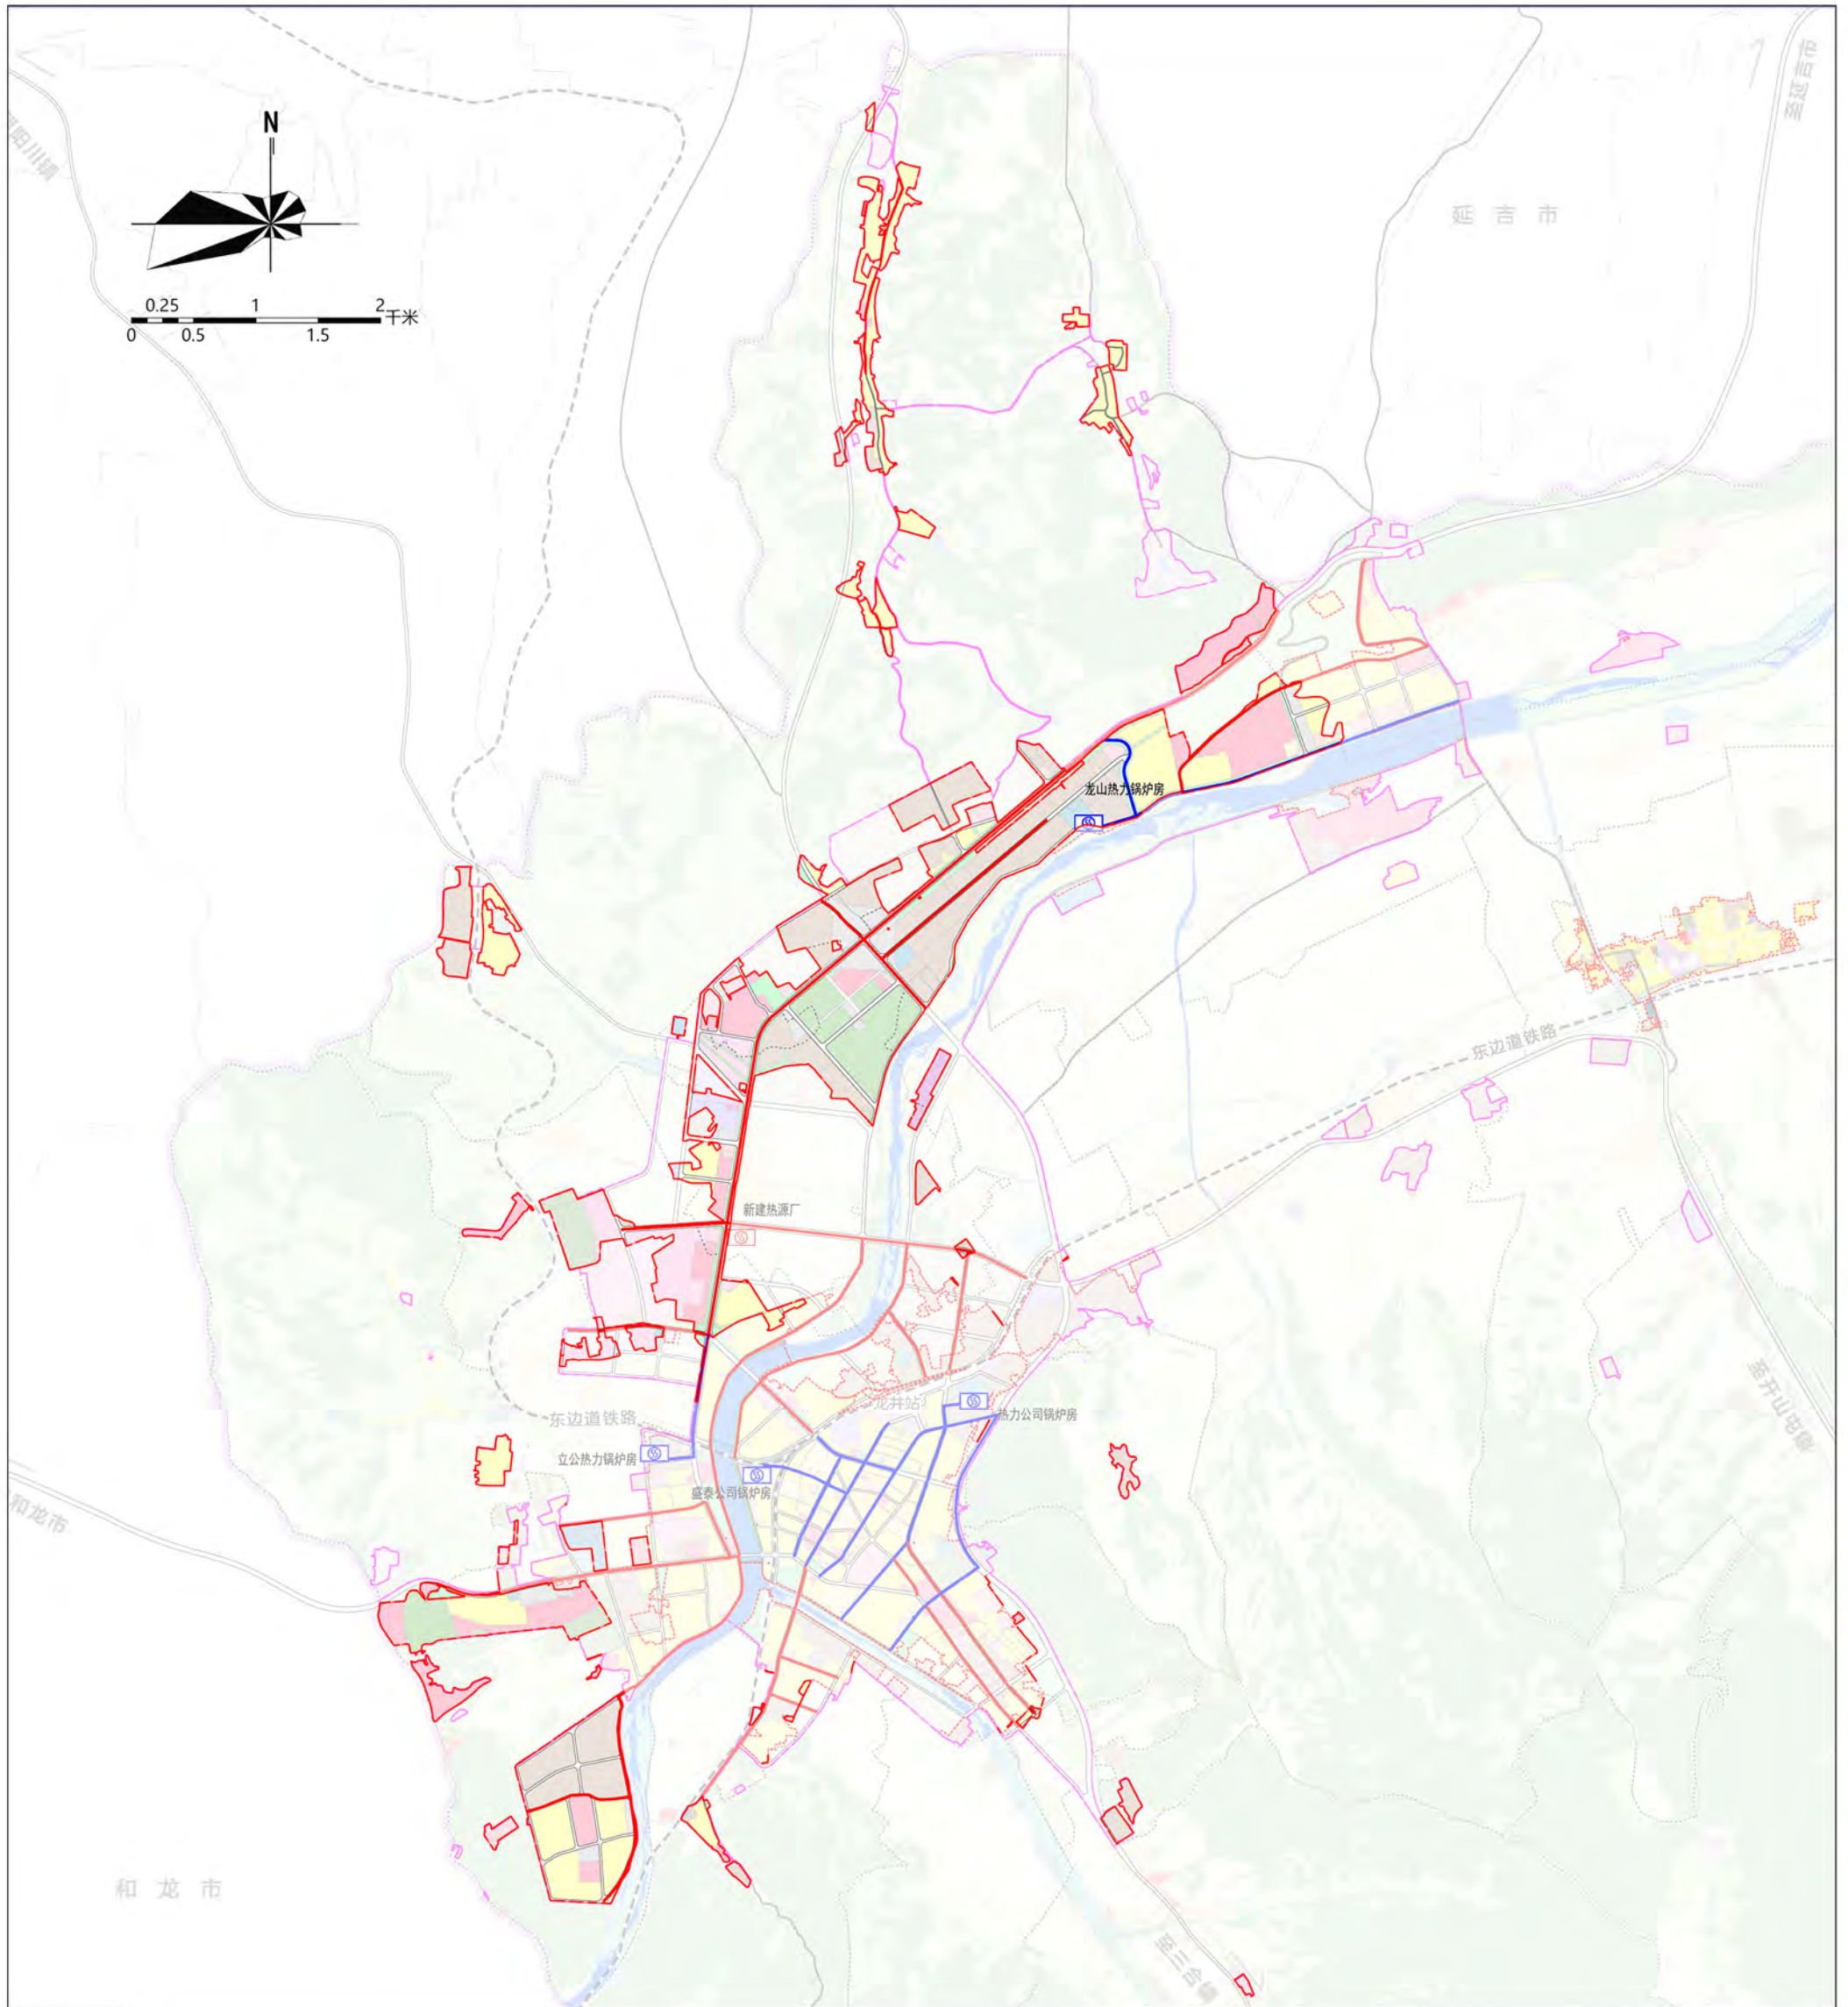 至延吉市
朝阳川镇
N
延 吉 市
0.25 1 2 千米
0 0.5 1.5
龙山热力锅炉房
东边道铁路
新建热源厂
至开山屯镇
龙井站
热力公司锅炉房
东边道铁路
立公热力锅炉房
盛泰公司锅炉房
和龙市
和 龙 市
至三合镇